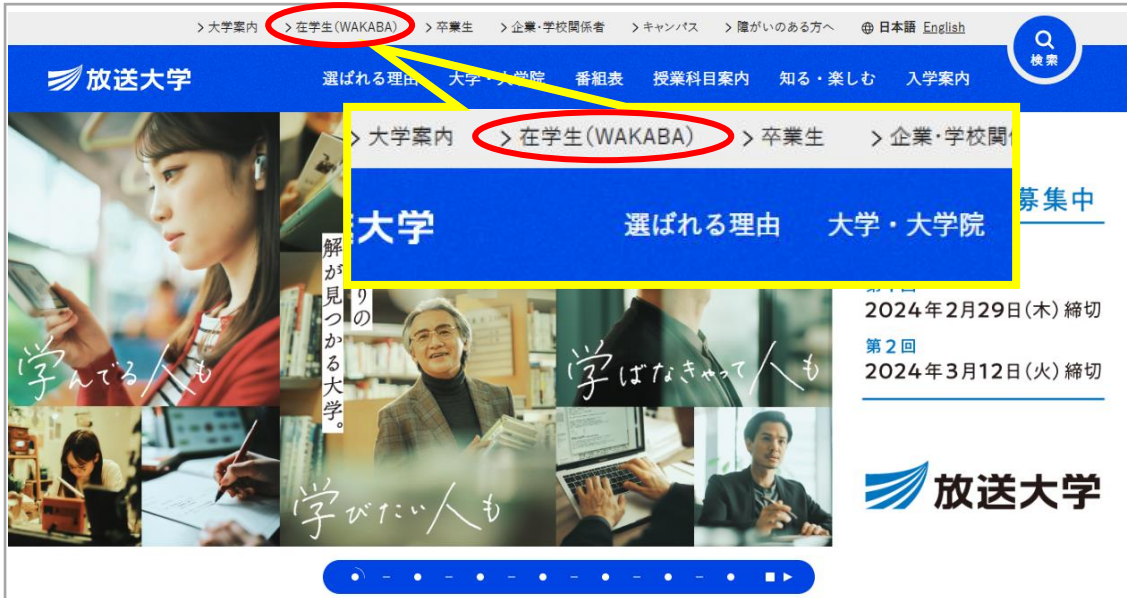 >大学案内 >在学生(WAKABA) >卒業生 >企業・学校関係者 >キャンパス >障がいのある方へ 日本語 English
検索
放送大学 選ばれる理由 大学・大学院 番組表 授業科目案内 知る・楽しむ 入学案内
>大学案内 >在学生(WAKABA) >卒業生 >企業・学校関
大学 選ばれる理由 大学・大学院
募集中
2024年2月29日(木)締切
第2回
2024年3月12日(火)締切
りの
解が見つかる大学。
学んでる人も
学ばなきゃって人も
学びたい人も
放送大学